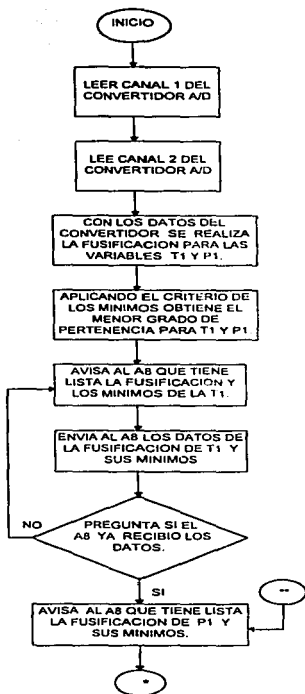 INICIO
LEER CANAL 1 DEL
CONVERTIDOR A/D
LEE CANAL 2 DEL
CONVERTIDOR A/D
CON LOS DATOS DEL
CONVERTIDOR SE REALIZA
LA FUSIFICACION PARA LAS
VARIABLES T1 Y P1.
APLICANDO EL CRITERIO DE
LOS MINIMOS OBTIENE EL
MENOR GRADO DE
PERTENENCIA PARA T1 Y P1
AVISA AL A8 QUE TIENE
LISTA LA FUSIFICACION Y
LOS MINIMOS DE LA T1.
ENVIA AL A8 LOS DATOS DE
LA FUSIFICACION DE T1 Y
SUS MINIMOS
NO
PREGUNTA SI EL
A8 YA RECIBIO LOS
DATOS.
SI
**
AVISA AL A8 QUE TIENE LISTA
LA FUSIFICACION DE P1 Y
SUS MINIMOS.
*